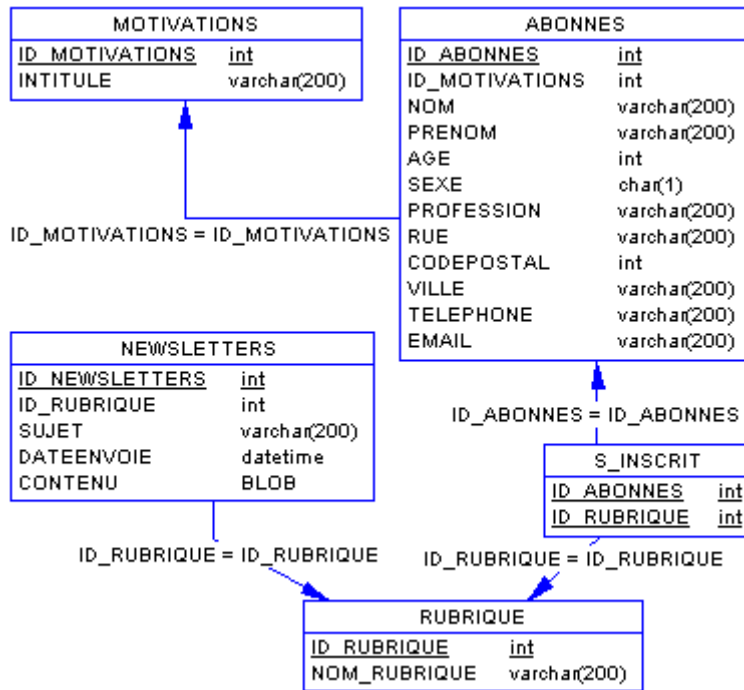 MOTIVATIONS
ID_MOTIVATIONS int
INTITULE varchar(200)
ABONNES
ID_ABONNES int
ID_MOTIVATIONS int
NOM varchar(200)
PRENOM varchar(200)
AGE int
SEXE char(1)
PROFESSION varchar(200)
RUE varchar(200)
CODEPOSTAL int
VILLE varchar(200)
TELEPHONE varchar(200)
EMAIL varchar(200)
ID_MOTIVATIONS = ID_MOTIVATIONS
NEWSLETTERS
ID_NEWSLETTERS int
ID_RUBRIQUE int
SUJET varchar(200)
DATEENVOIE datetime
CONTENU BLOB
ID_ABONNES = ID_ABONNES
S_INSCRIT
ID_ABONNES int
ID_RUBRIQUE int
ID_RUBRIQUE = ID_RUBRIQUE
ID_RUBRIQUE = ID_RUBRIQUE
RUBRIQUE
ID_RUBRIQUE int
NOM_RUBRIQUE varchar(200)